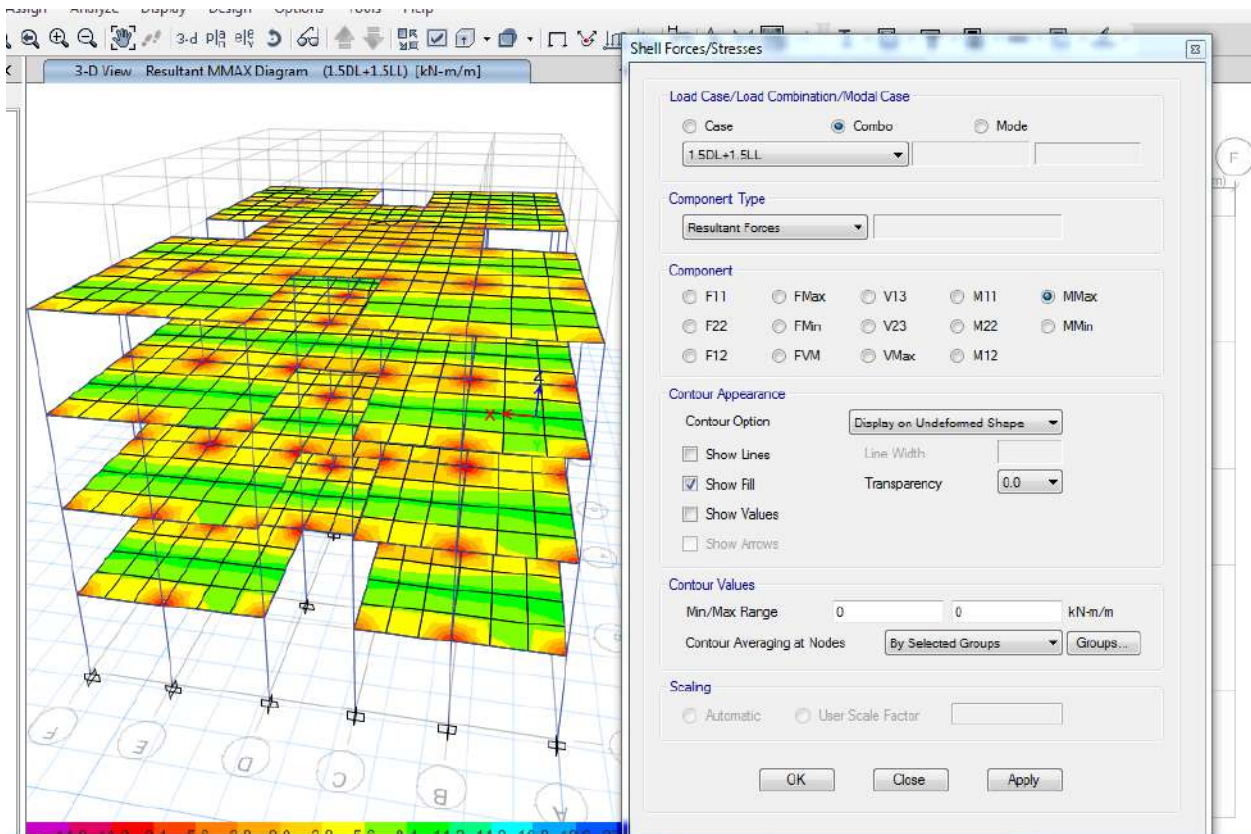 Assign Analyze Display Design Options Tools Help
3-d
3-D View Resultant MMAX Diagram (1.5DL+1.5LL) [kN-m/m]
Shell Forces/Stresses
Load Case/Load Combination/Modal Case
Case Combo Mode
1.5DL+1.5LL
Component Type
Resultant Forces
Component
F11 FMax V13 M11 MMax
F22 FMin V23 M22 MMin
F12 FVM VMax M12
Contour Appearance
Contour Option Display on Undeformed Shape
Show Lines Line Width
Show Fill Transparency 0.0
Show Values
Show Arrows
Contour Values
Min/Max Range 0 0 kN-m/m
Contour Averaging at Nodes By Selected Groups Groups...
Scaling
Automatic User Scale Factor
OK Close Apply
Z
X
F
F
E
D
C
B
A